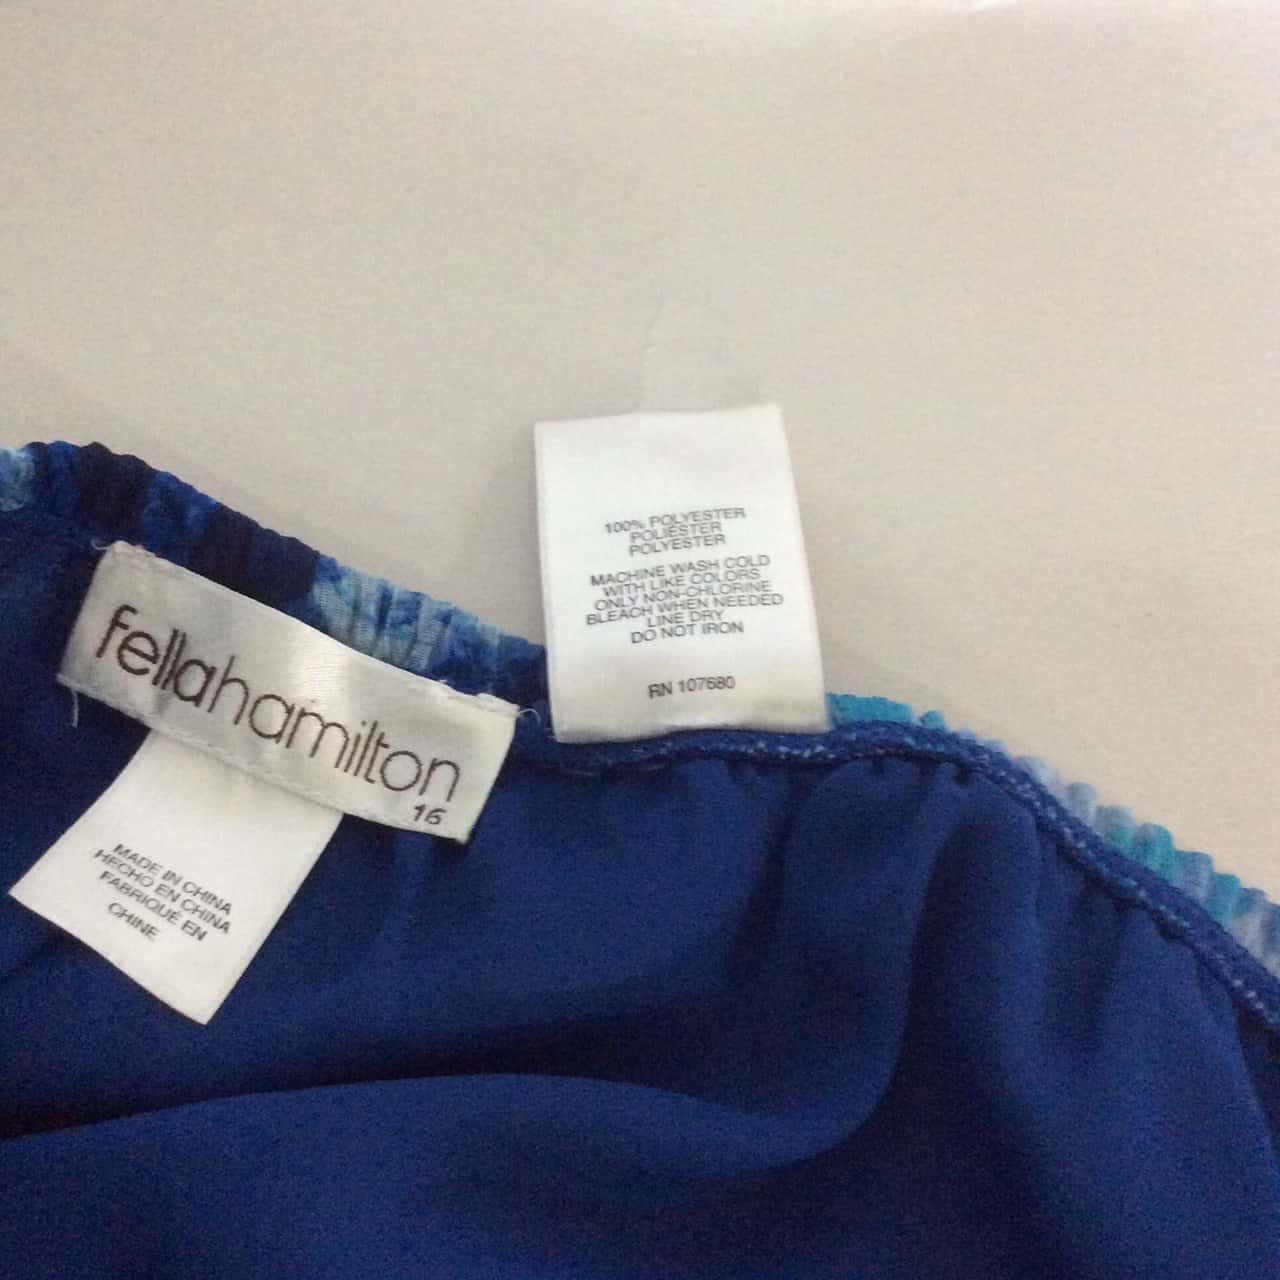 fellahamilton
16
MADE IN CHINA
HECHO EN CHINA
FABRIQUÉ EN
CHINE
100% POLYESTER
POLIÉSTER
POLYESTER
MACHINE WASH COLD
WITH LIKE COLORS
ONLY NON-CHLORINE
BLEACH WHEN NEEDED
LINE DRY
DO NOT IRON
RN 107680